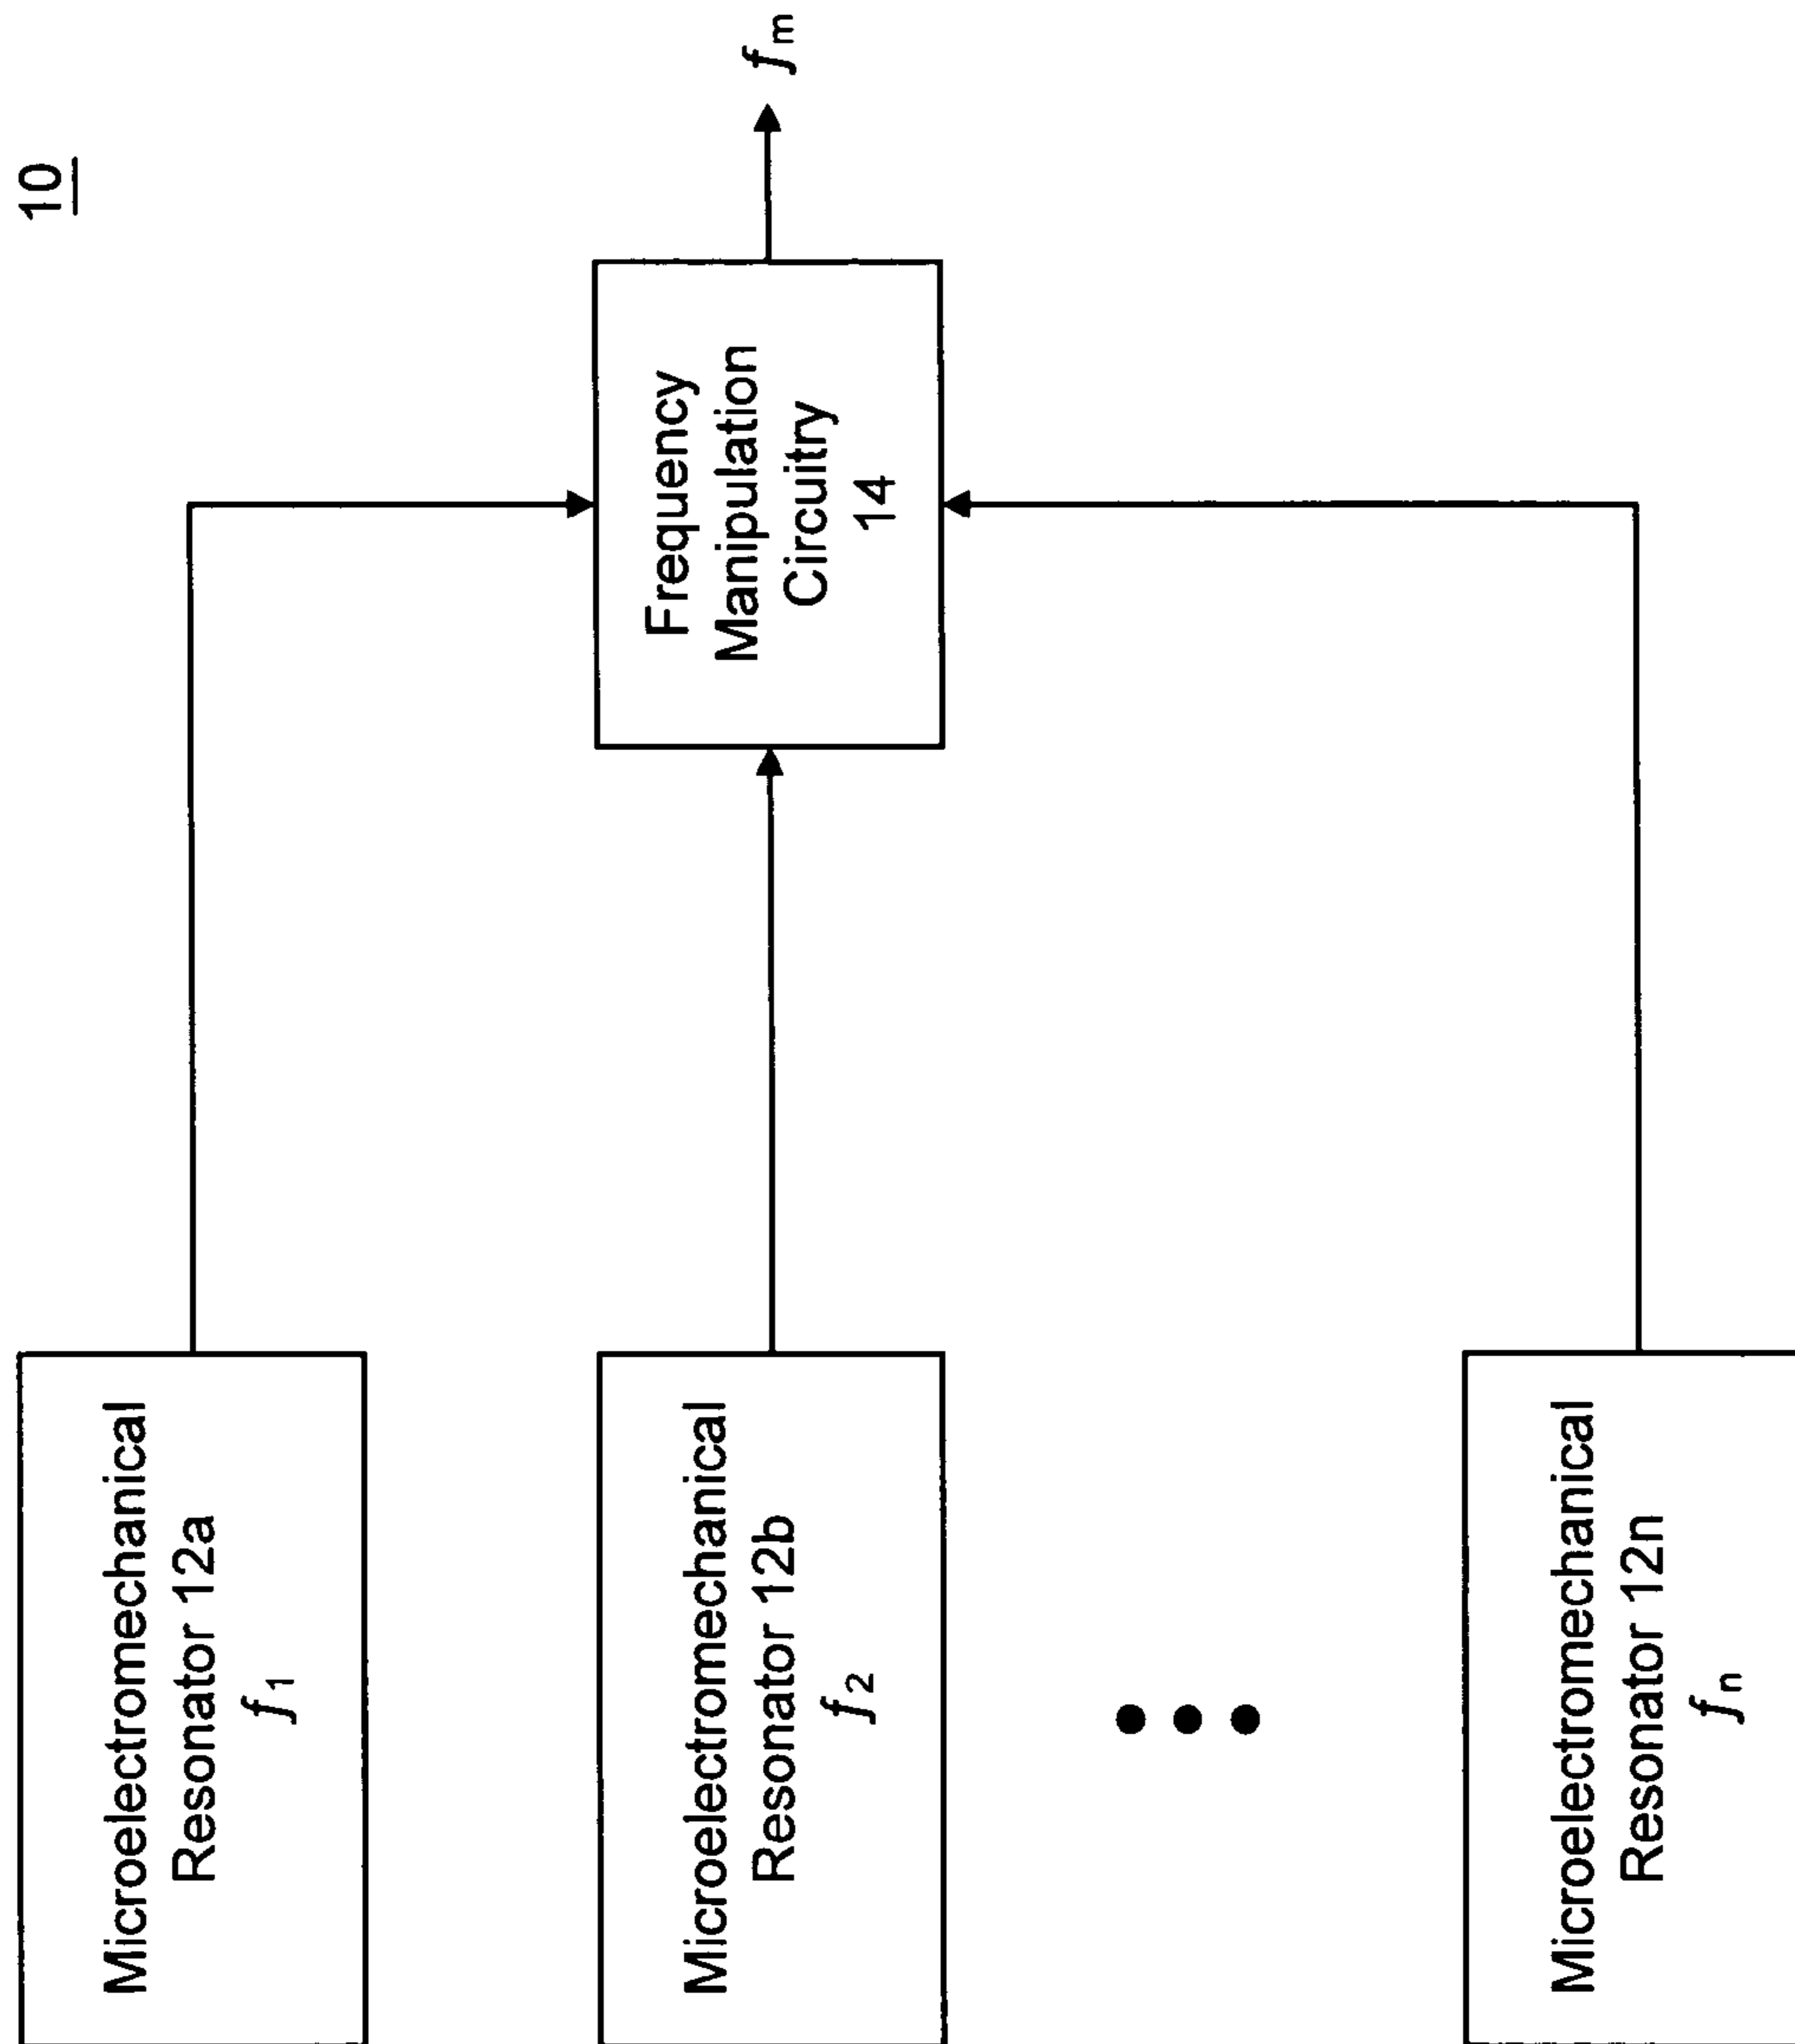 10
Microelectromechanical
Resonator 12a
f1
Microelectromechanical
Resonator 12b
f2
Microelectromechanical
Resonator 12n
fn
Frequency
Manipulation
Circuitry
14
fm